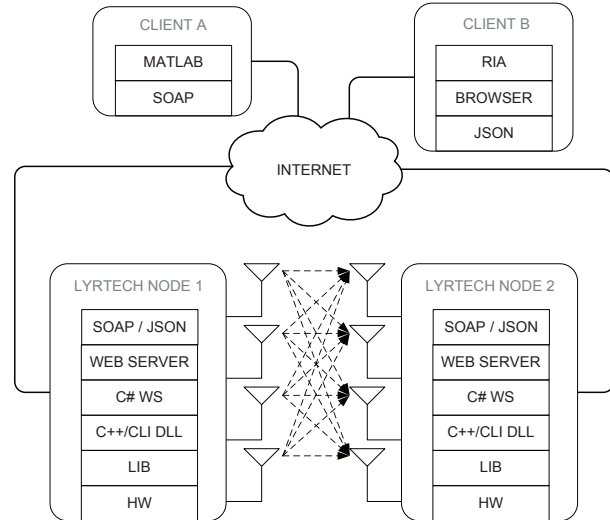 CLIENT A
MATLAB
SOAP
CLIENT B
RIA
BROWSER
JSON
INTERNET
LYRTECH NODE 1
SOAP / JSON
WEB SERVER
C# WS
C++/CLI DLL
LIB
HW
LYRTECH NODE 2
SOAP / JSON
WEB SERVER
C# WS
C++/CLI DLL
LIB
HW